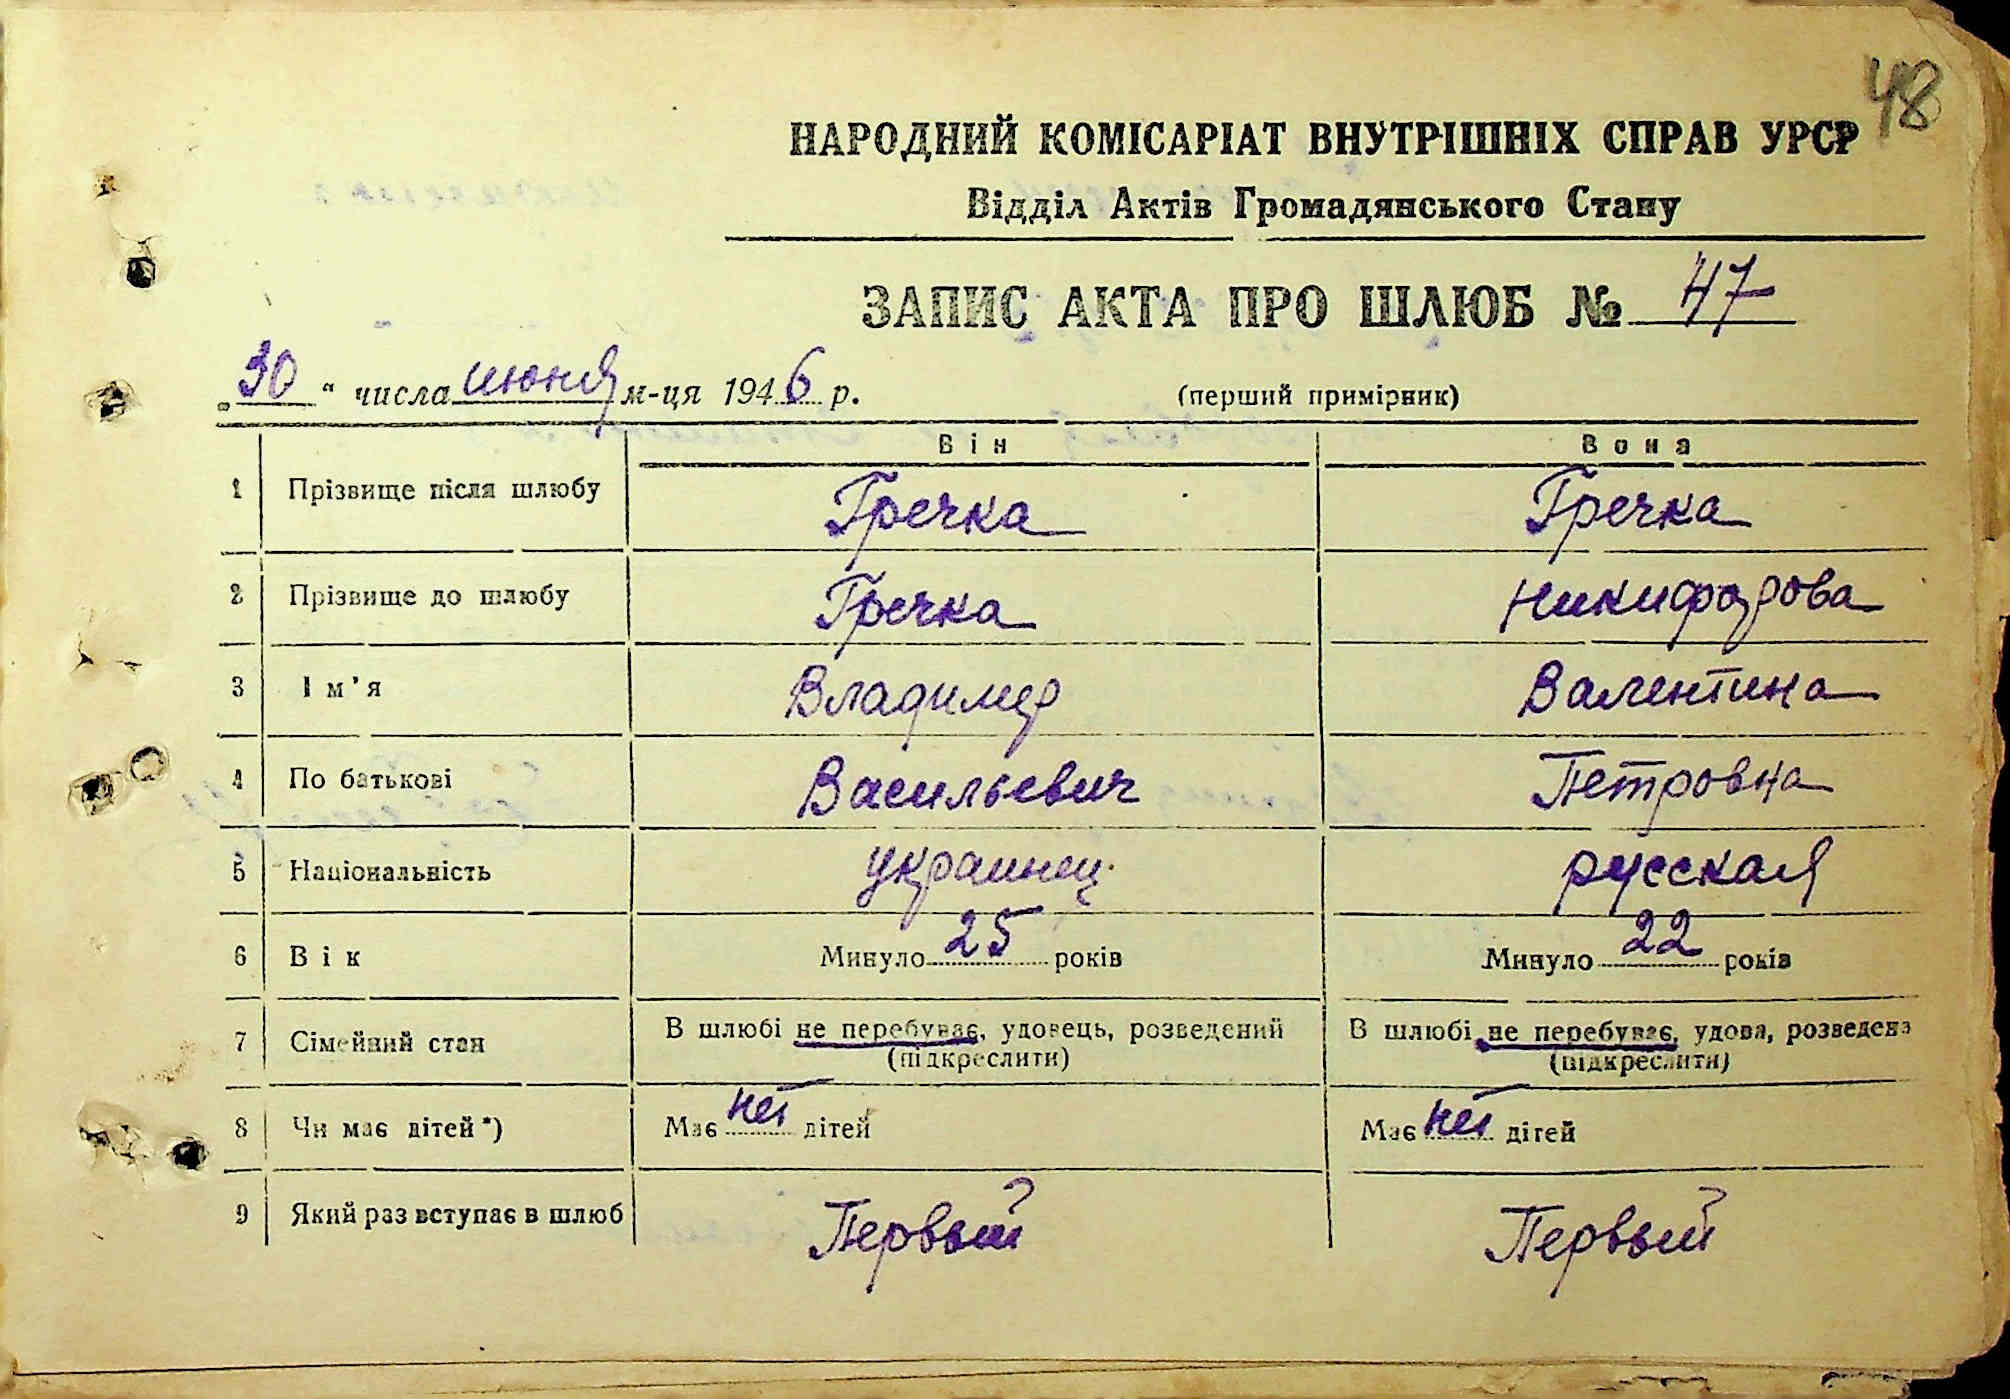 48
НАРОДНИЙ КОМІСАРІАТ ВНУТРІШНІХ СПРАВ УРСР
Відділ Актів Громадянського Стану
ЗАПИС АКТА ПРО ШЛЮБ № 47
„30“ числа июня м-ця 1946 р. (перший примірник)
Він Вона
1 Прізвище після шлюбу Гречка Гречка
2 Прізвище до шлюбу Гречка Никифорова
3 Ім’я Владимир Валентина
4 По батькові Васильевич Петровна
5 Національність украинец русская
6 Вік Минуло 25 років Минуло 22 років
7 Сімейний стан В шлюбі не перебуває, удовець, розведений В шлюбі не перебуває, удова, розведена
(підкреслити) (підкреслити)
8 Чи має дітей*) Має нет дітей Має нет дітей
9 Який раз вступає в шлюб Первый Первый